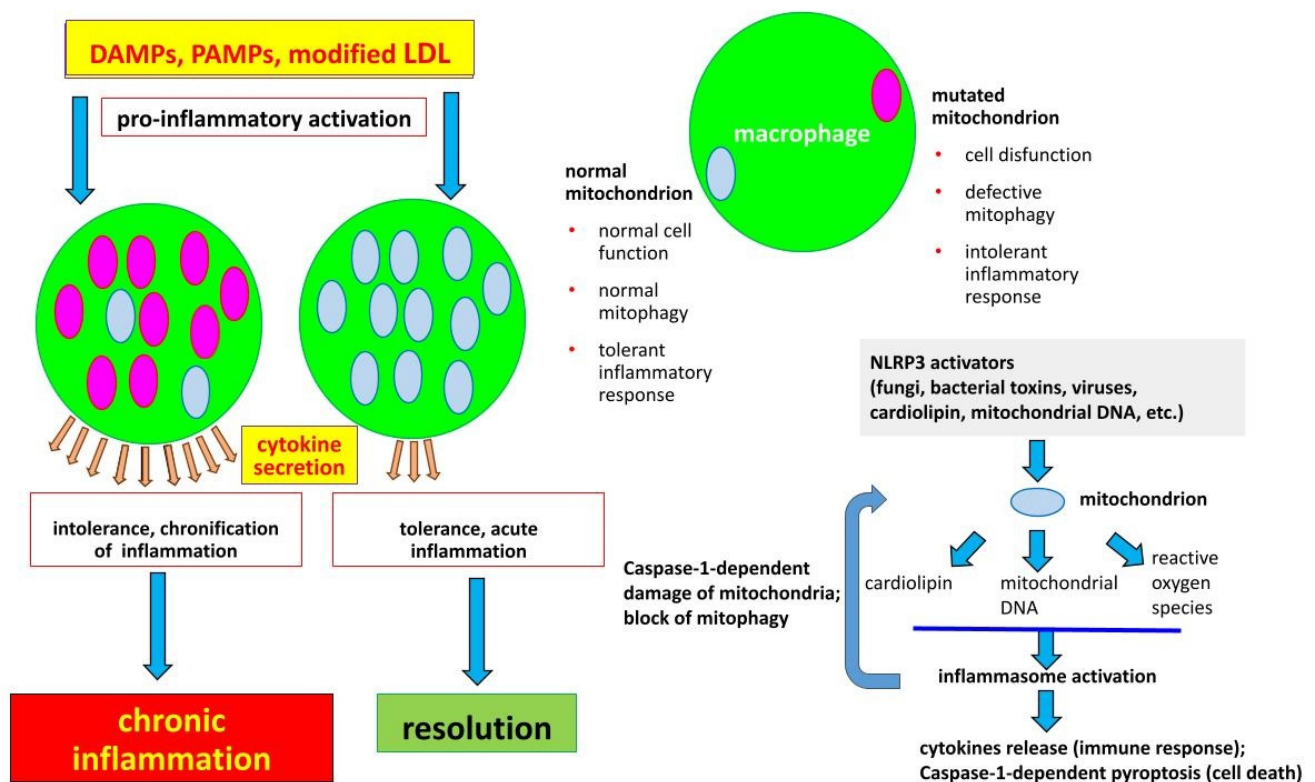 DAMPs, PAMPs, modified LDL
pro-inflammatory activation
cytokine
secretion
intolerance, chronification
of inflammation
tolerance, acute
inflammation
chronic
inflammation
resolution
macrophage
normal
mitochondrion
• normal cell
function
• normal
mitophagy
• tolerant
inflammatory
response
mutated
mitochondrion
• cell disfunction
• defective
mitophagy
• intolerant
inflammatory
response
NLRP3 activators
(fungi, bacterial toxins, viruses,
cardiolipin, mitochondrial DNA, etc.)
mitochondrion
cardiolipin
mitochondrial
DNA
reactive
oxygen
species
Caspase-1-dependent
damage of mitochondria;
block of mitophagy
inflammasome activation
cytokines release (immune response);
Caspase-1-dependent pyroptosis (cell death)